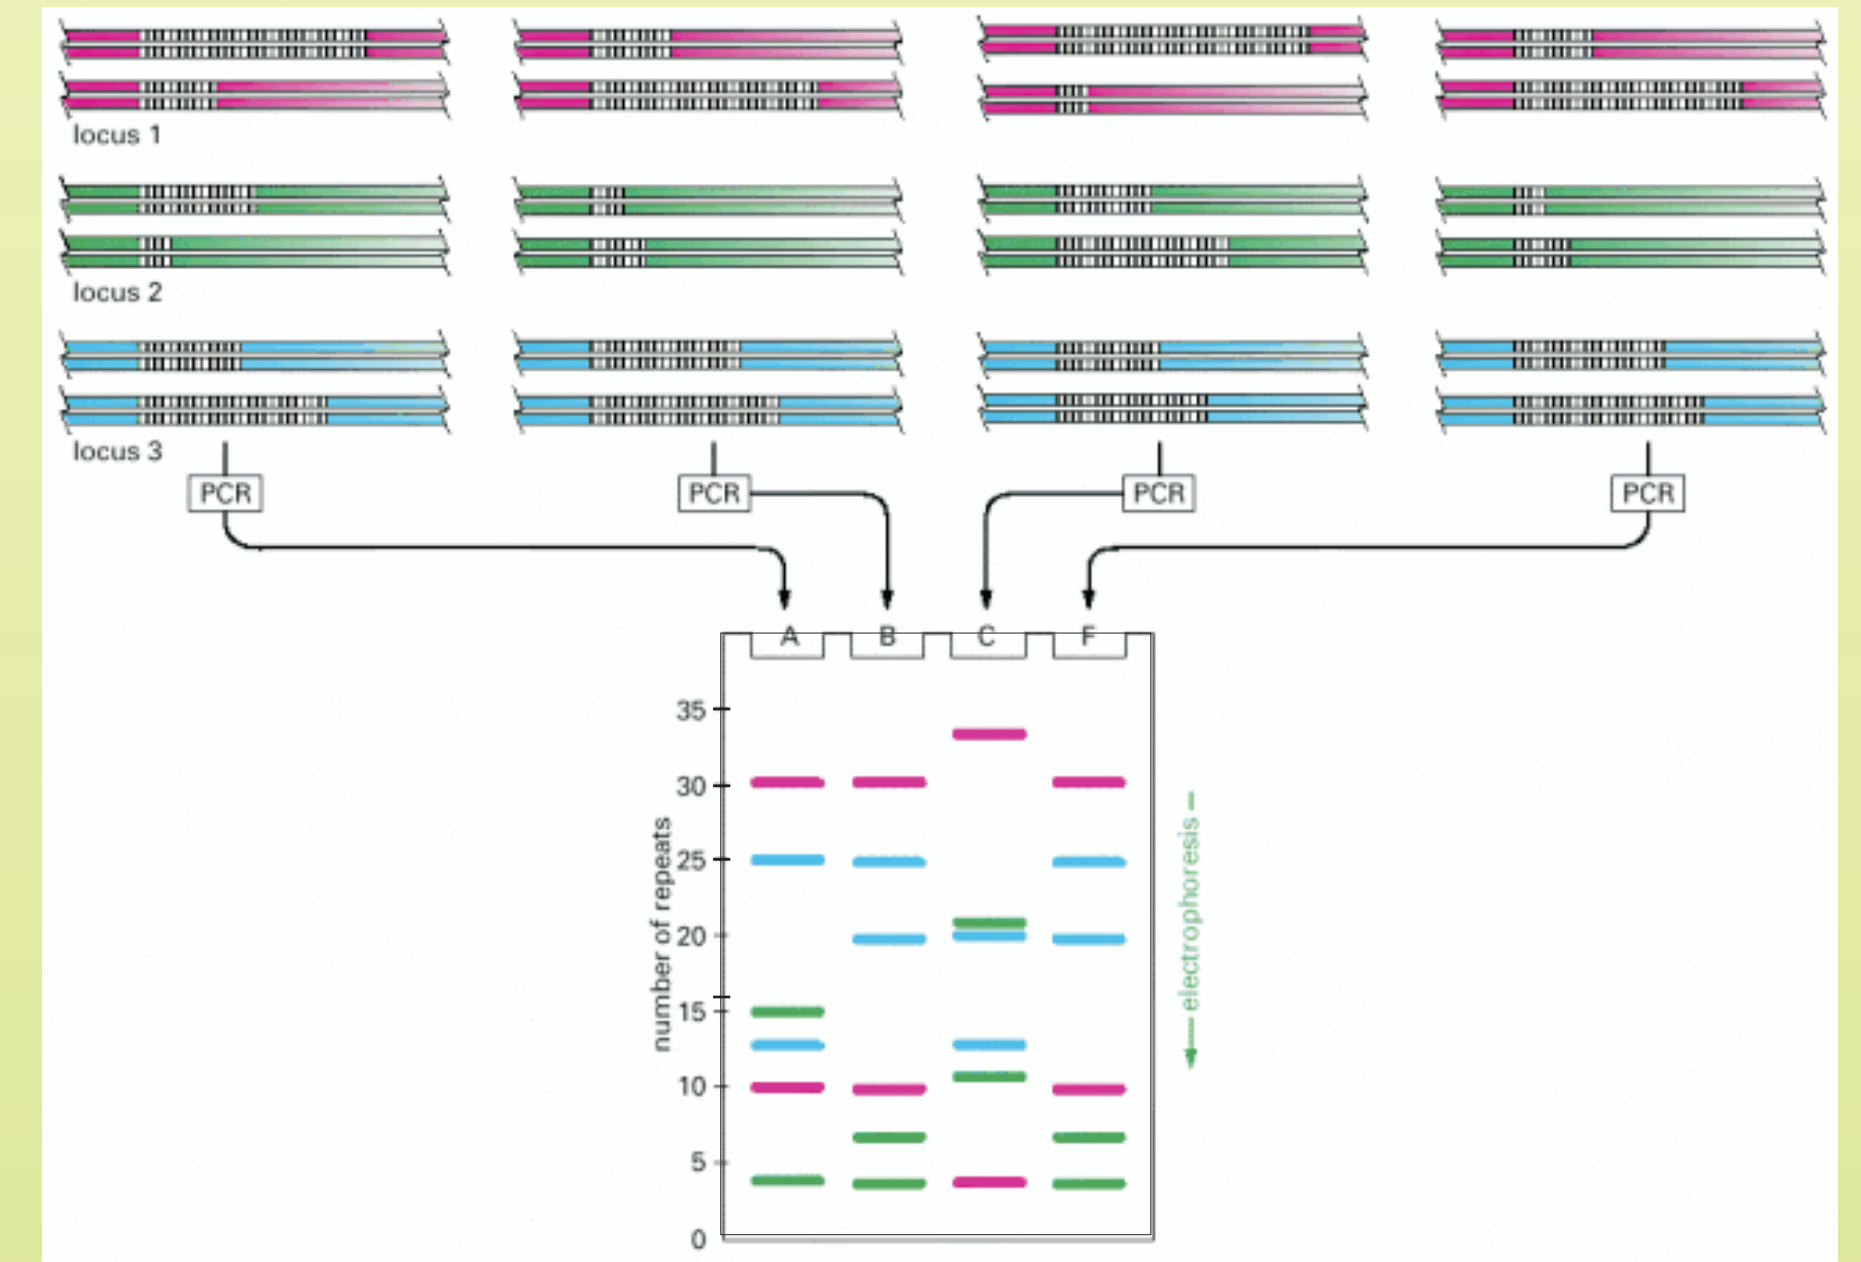 locus 1
locus 2
locus 3
PCR PCR PCR PCR
A B C F
35
30
25
20
15
10
5
0
number of repeats
electrophoresis